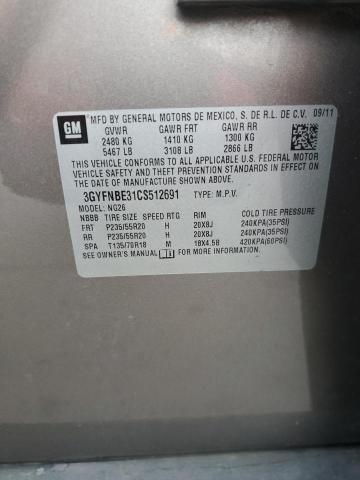 GM
MFD BY GENERAL MOTORS DE MEXICO, S. DE R.L. DE C.V. 09/11
GVWR GAWR FRT GAWR RR
2480 KG 1410 KG 1300 KG
5467 LB 3108 LB 2866 LB
THIS VEHICLE CONFORMS TO ALL APPLICABLE U.S. FEDERAL MOTOR
VEHICLE SAFETY AND THEFT PREVENTION STANDARDS IN EFFECT ON
THE DATE OF MANUFACTURE SHOWN ABOVE.
3GYFNBE31CS512691 TYPE: M.P.V.
MODEL: NG26
NBBB TIRE SIZE SPEED RTG RIM COLD TIRE PRESSURE
FRT P235/55R20 H 20X8J 240KPA(35PSI)
RR P235/55R20 H 20X8J 240KPA(35PSI)
SPA T135/70R18 M 18X4.5B 420KPA(60PSI)
SEE OWNER'S MANUAL FOR MORE INFORMATION.